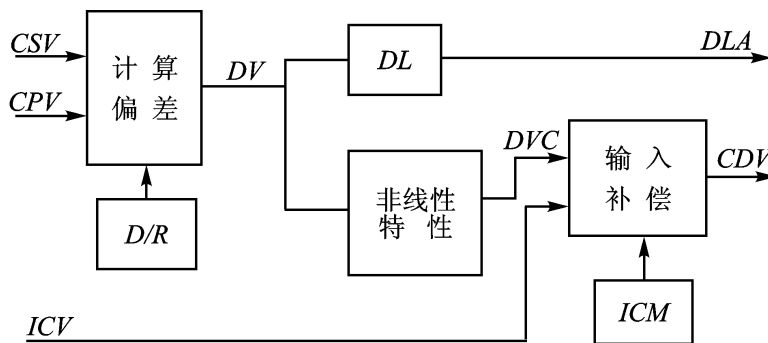 CSV
CPV
计算
偏差
D/R
DV
DL
DLA
非线性
特性
DVC
输入
补偿
CDV
ICV
ICM